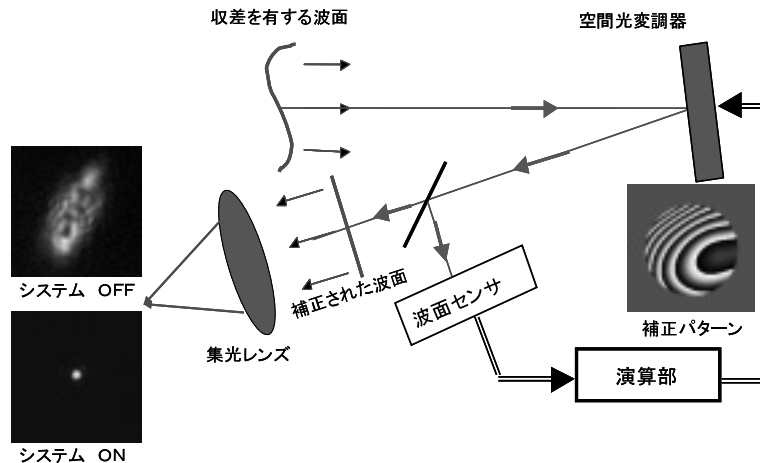 収差を有する波面
空間光変調器
システム OFF
補正された波面
波面センサ
補正パターン
集光レンズ
演算部
システム ON